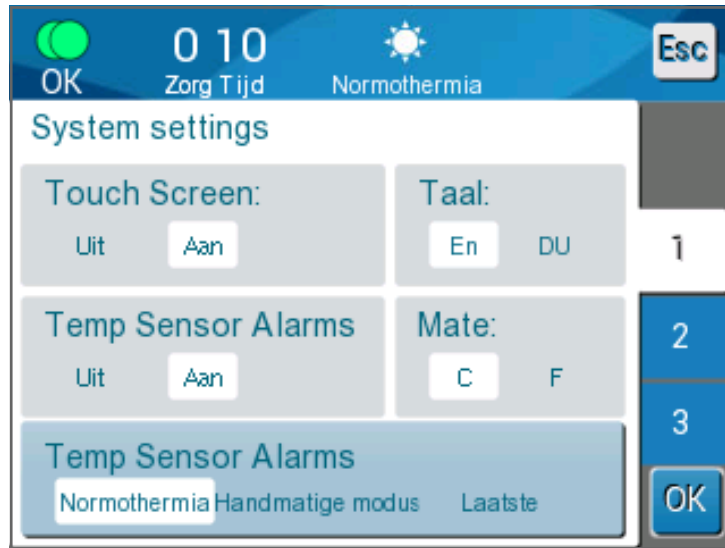 0 10 Esc
OK Zorg Tijd Normothermia
System settings
Touch Screen: Taal:
Uit Aan En DU 1
Temp Sensor Alarms Mate: 2
Uit Aan C F
3
Temp Sensor Alarms
Normothermia Handmatige modus Laatste OK